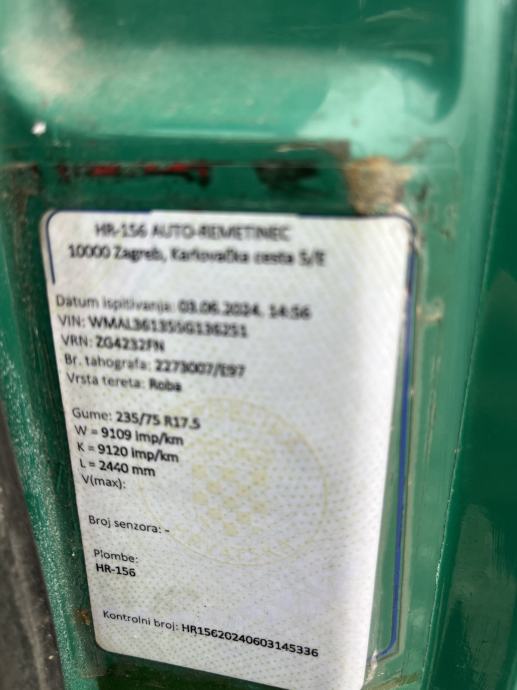 HR-156 AUTO-REMETINEC
10000 Zagreb, Karlovačka cesta 5/E
Datum ispitivanja: 03.06.2024, 14:56
VIN: WMAL36135SG136251
VRN: ZG4232FN
Br. tahografa: 2273007/E97
Vrsta tereta: Roba
Gume: 235/75 R17.5
W = 9109 imp/km
K = 9120 imp/km
L = 2440 mm
V(max):
Broj senzora: -
Plombe:
HR-156
Kontrolni broj: HR15620240603145336